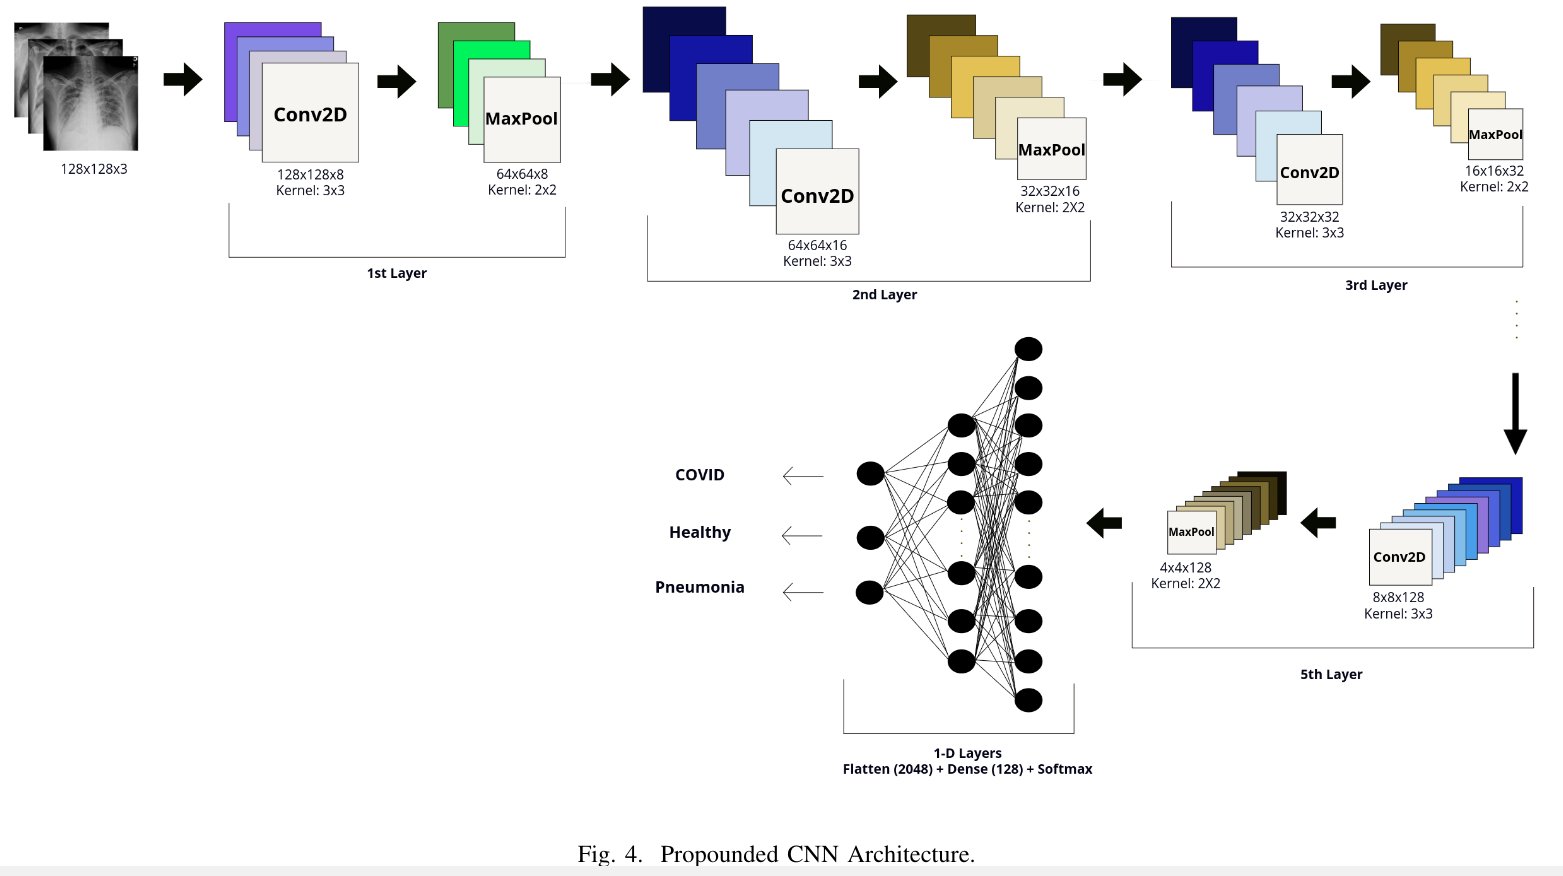 128x128x3
Conv2D
128x128x8
Kernel: 3x3
MaxPool
64x64x8
Kernel: 2x2
1st Layer
Conv2D
64x64x16
Kernel: 3x3
MaxPool
32x32x16
Kernel: 2X2
2nd Layer
Conv2D
32x32x32
Kernel: 3x3
MaxPool
16x16x32
Kernel: 2x2
3rd Layer
Conv2D
8x8x128
Kernel: 3x3
MaxPool
4x4x128
Kernel: 2X2
5th Layer
1-D Layers
Flatten (2048) + Dense (128) + Softmax
COVID
Healthy
Pneumonia
Fig. 4. Propounded CNN Architecture.